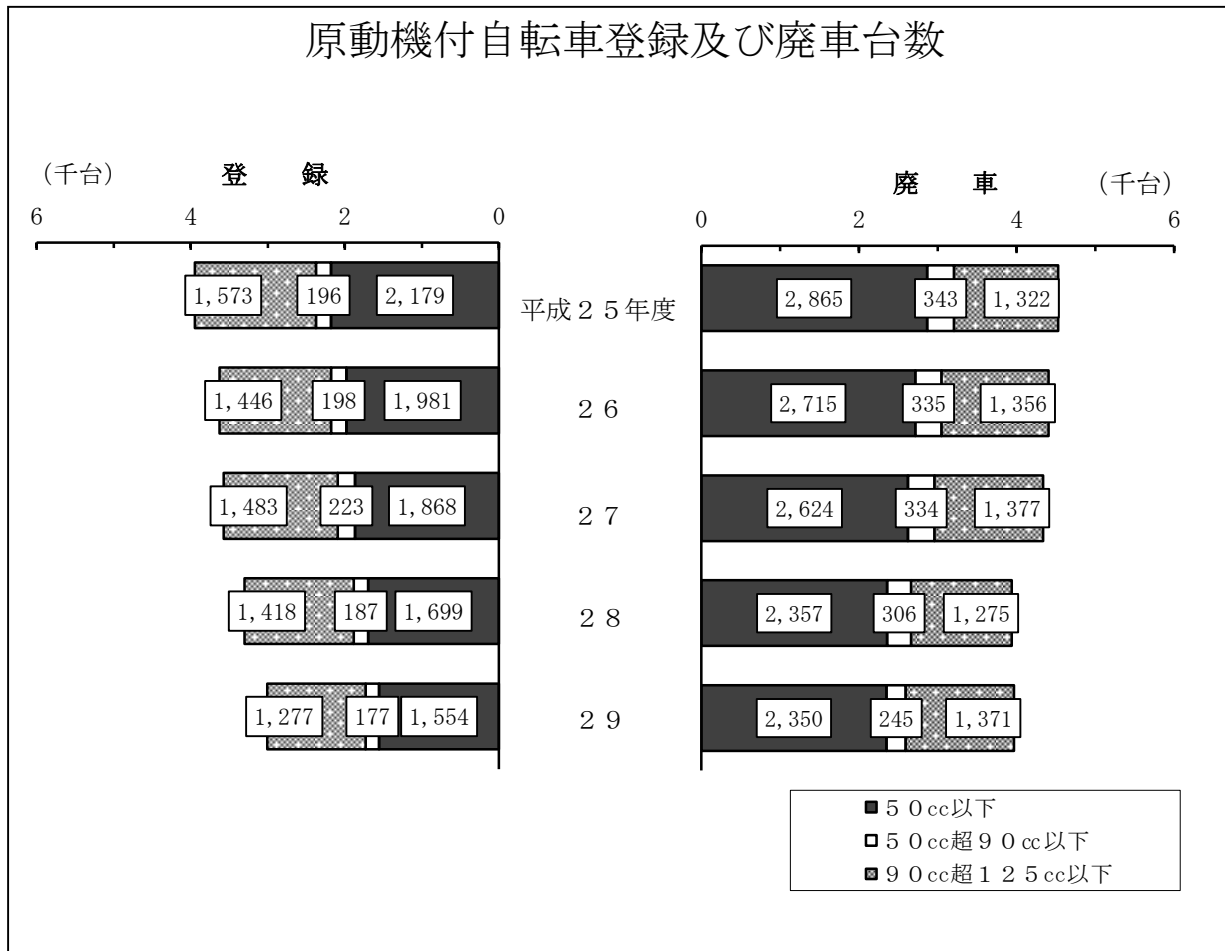 原動機付自転車登録及び廃車台数
（千台） 登　録 廃　車 （千台）
6 4 2 0 0 2 4 6
1,573 196 2,179 平成２５年度 2,865 343 1,322
1,446 198 1,981 ２６ 2,715 335 1,356
1,483 223 1,868 ２７ 2,624 334 1,377
1,418 187 1,699 ２８ 2,357 306 1,275
1,277 177 1,554 ２９ 2,350 245 1,371
５０cc以下
５０cc超９０cc以下
９０cc超１２５cc以下